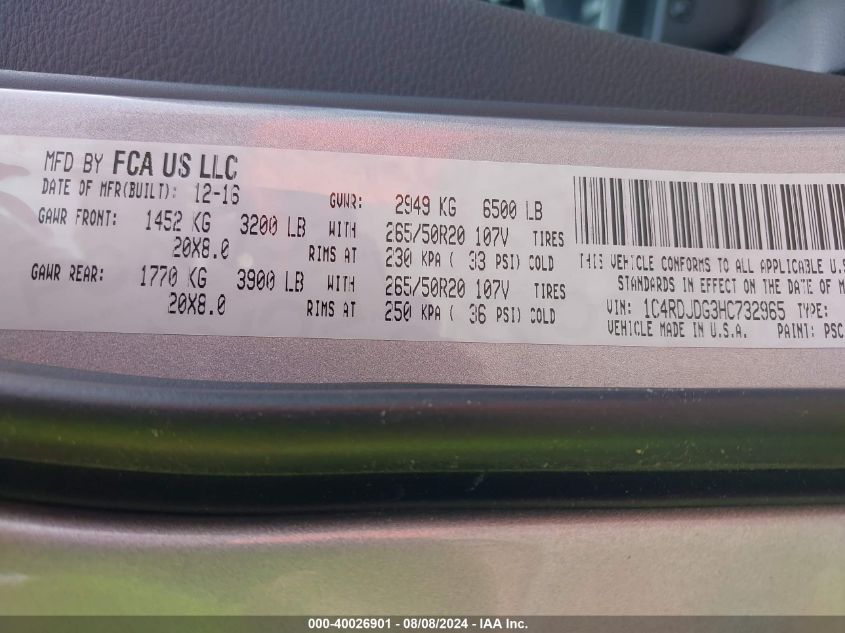 MFD BY FCA US LLC
DATE OF MFR(BUILT): 12-16 GVWR: 2949 KG 6500 LB
GAWR FRONT: 1452 KG 3200 LB WITH 265/50R20 107V TIRES
20X8.0 RIMS AT 230 KPA ( 33 PSI) COLD
GAWR REAR: 1770 KG 3900 LB WITH 265/50R20 107V TIRES
20X8.0 RIMS AT 250 KPA ( 36 PSI) COLD
THIS VEHICLE CONFORMS TO ALL APPLICABLE U.S
STANDARDS IN EFFECT ON THE DATE OF M
VIN: 1C4RDJDG3HC732965 TYPE:
VEHICLE MADE IN U.S.A. PAINT: PSC
000-40026901 - 08/08/2024 - IAA Inc.